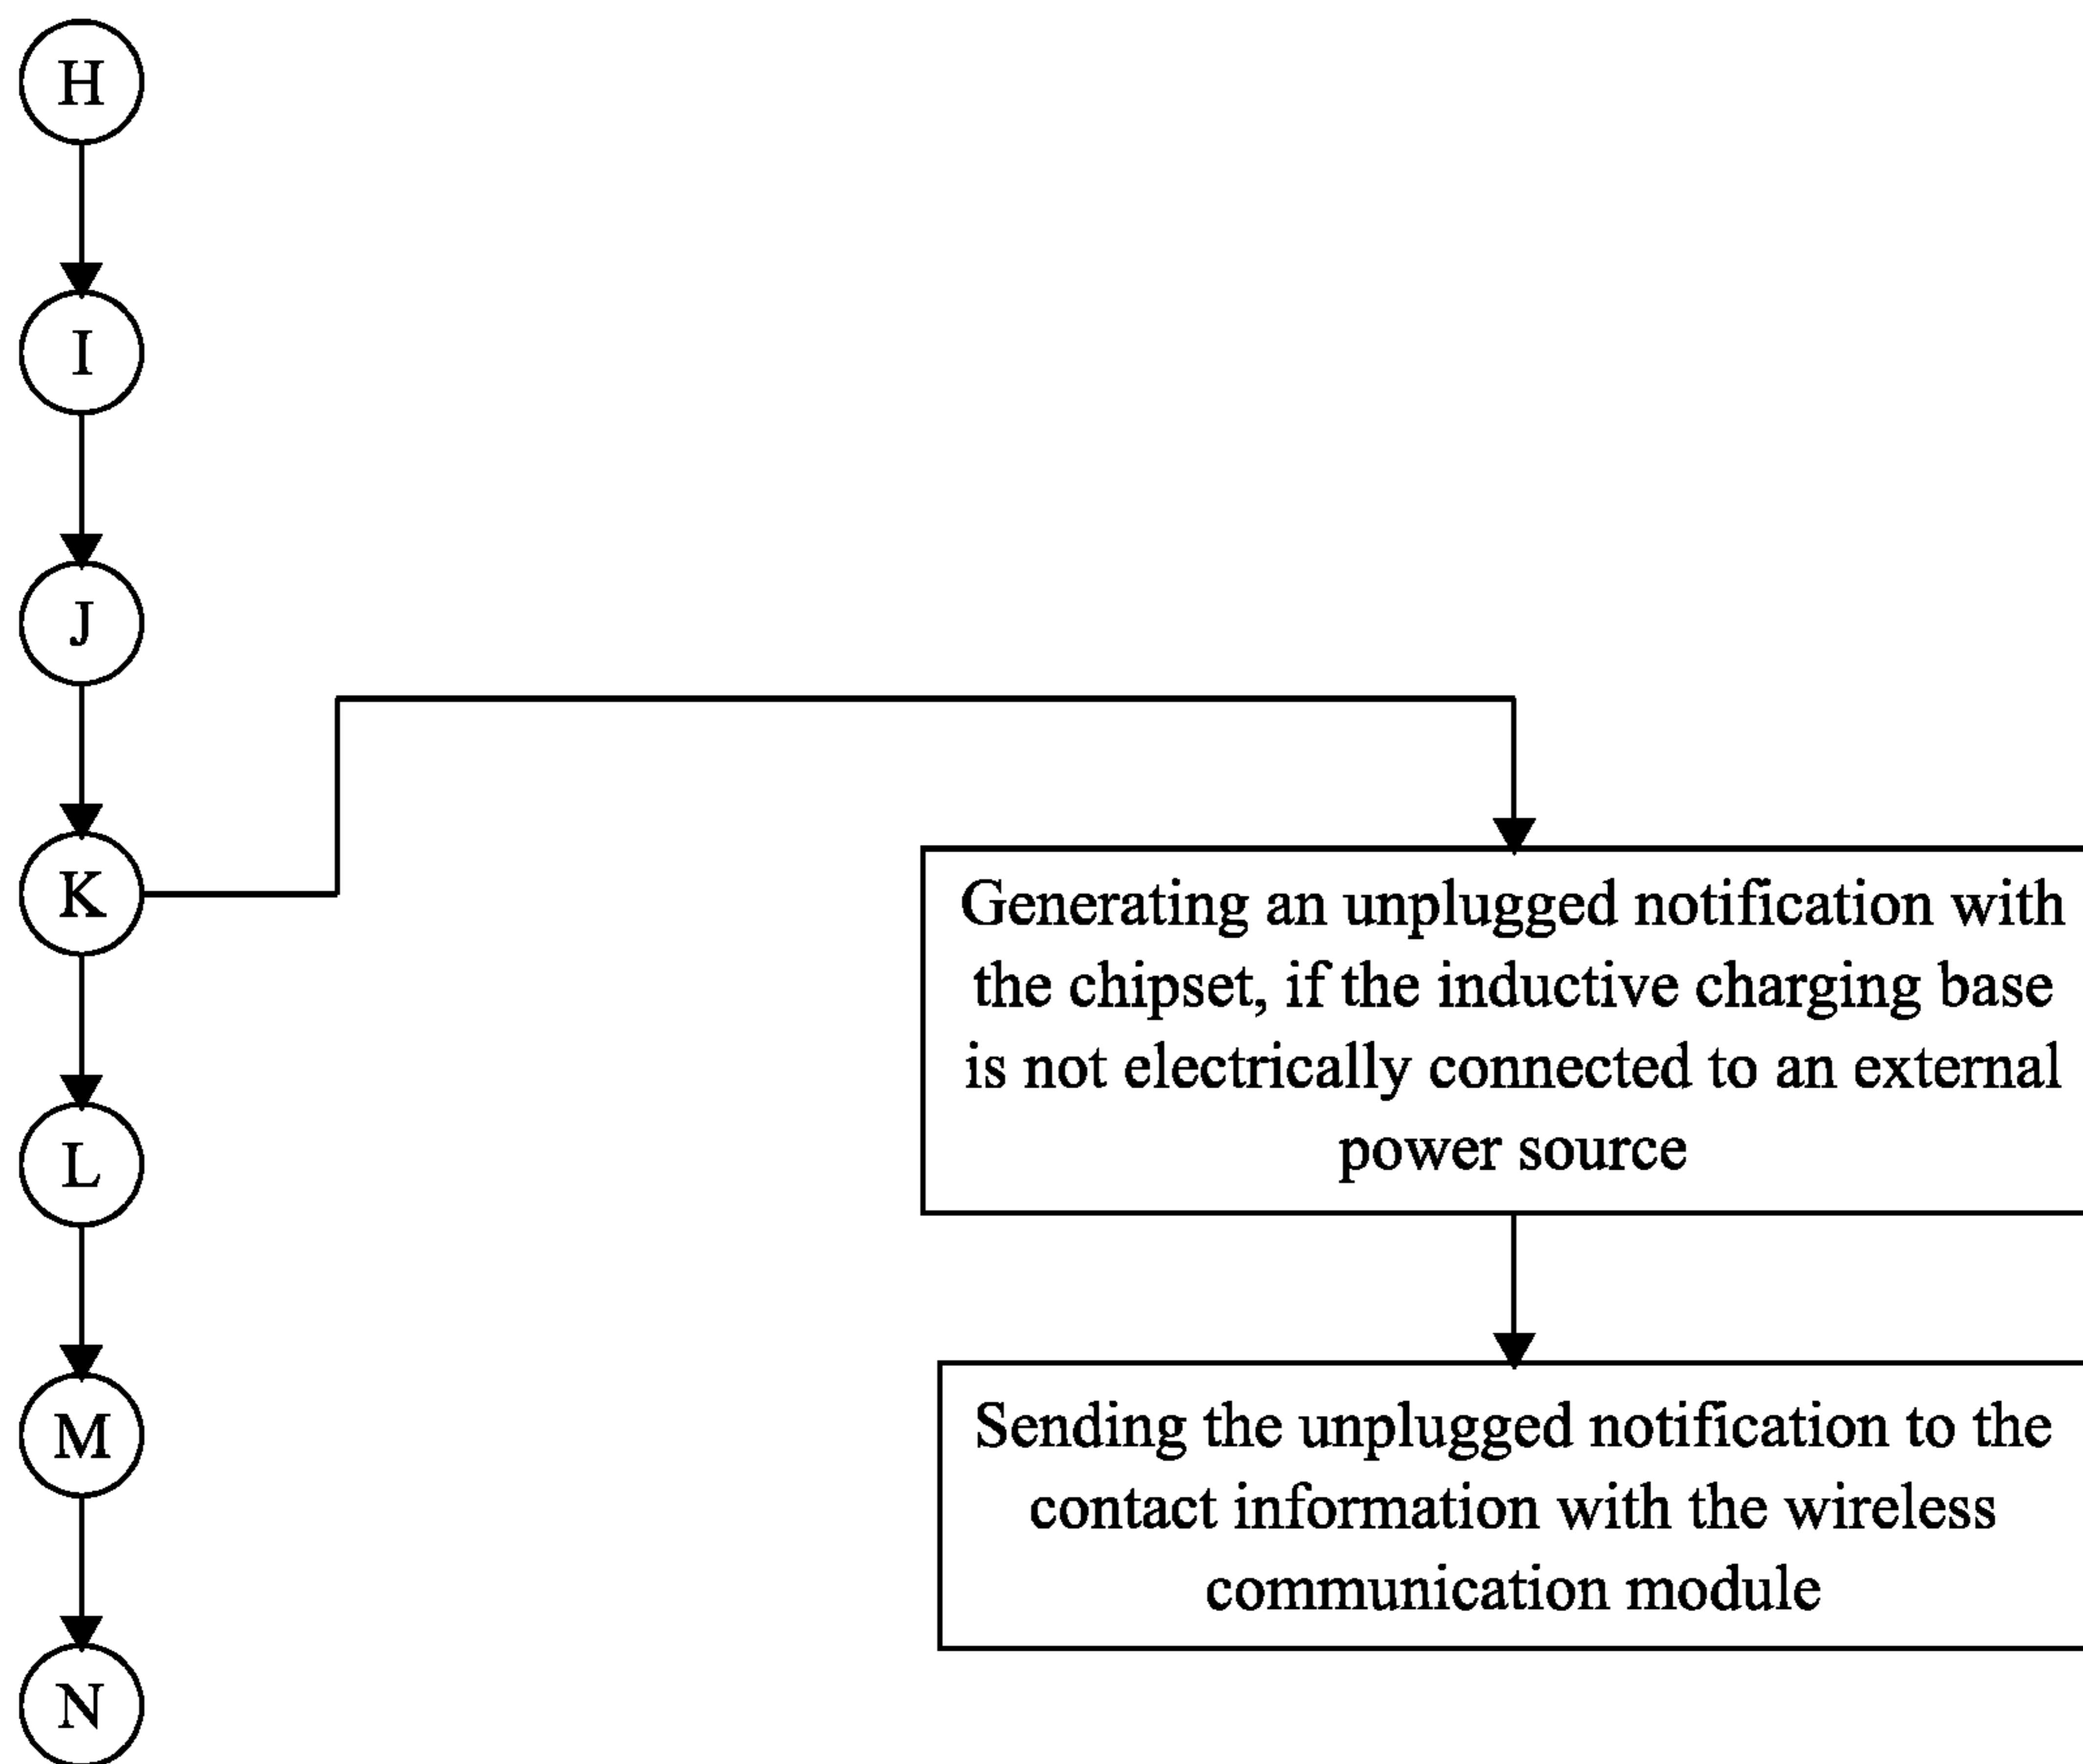 H
I
J
K
L
M
N
Generating an unplugged notification with
the chipset, if the inductive charging base
is not electrically connected to an external
power source
Sending the unplugged notification to the
contact information with the wireless
communication module